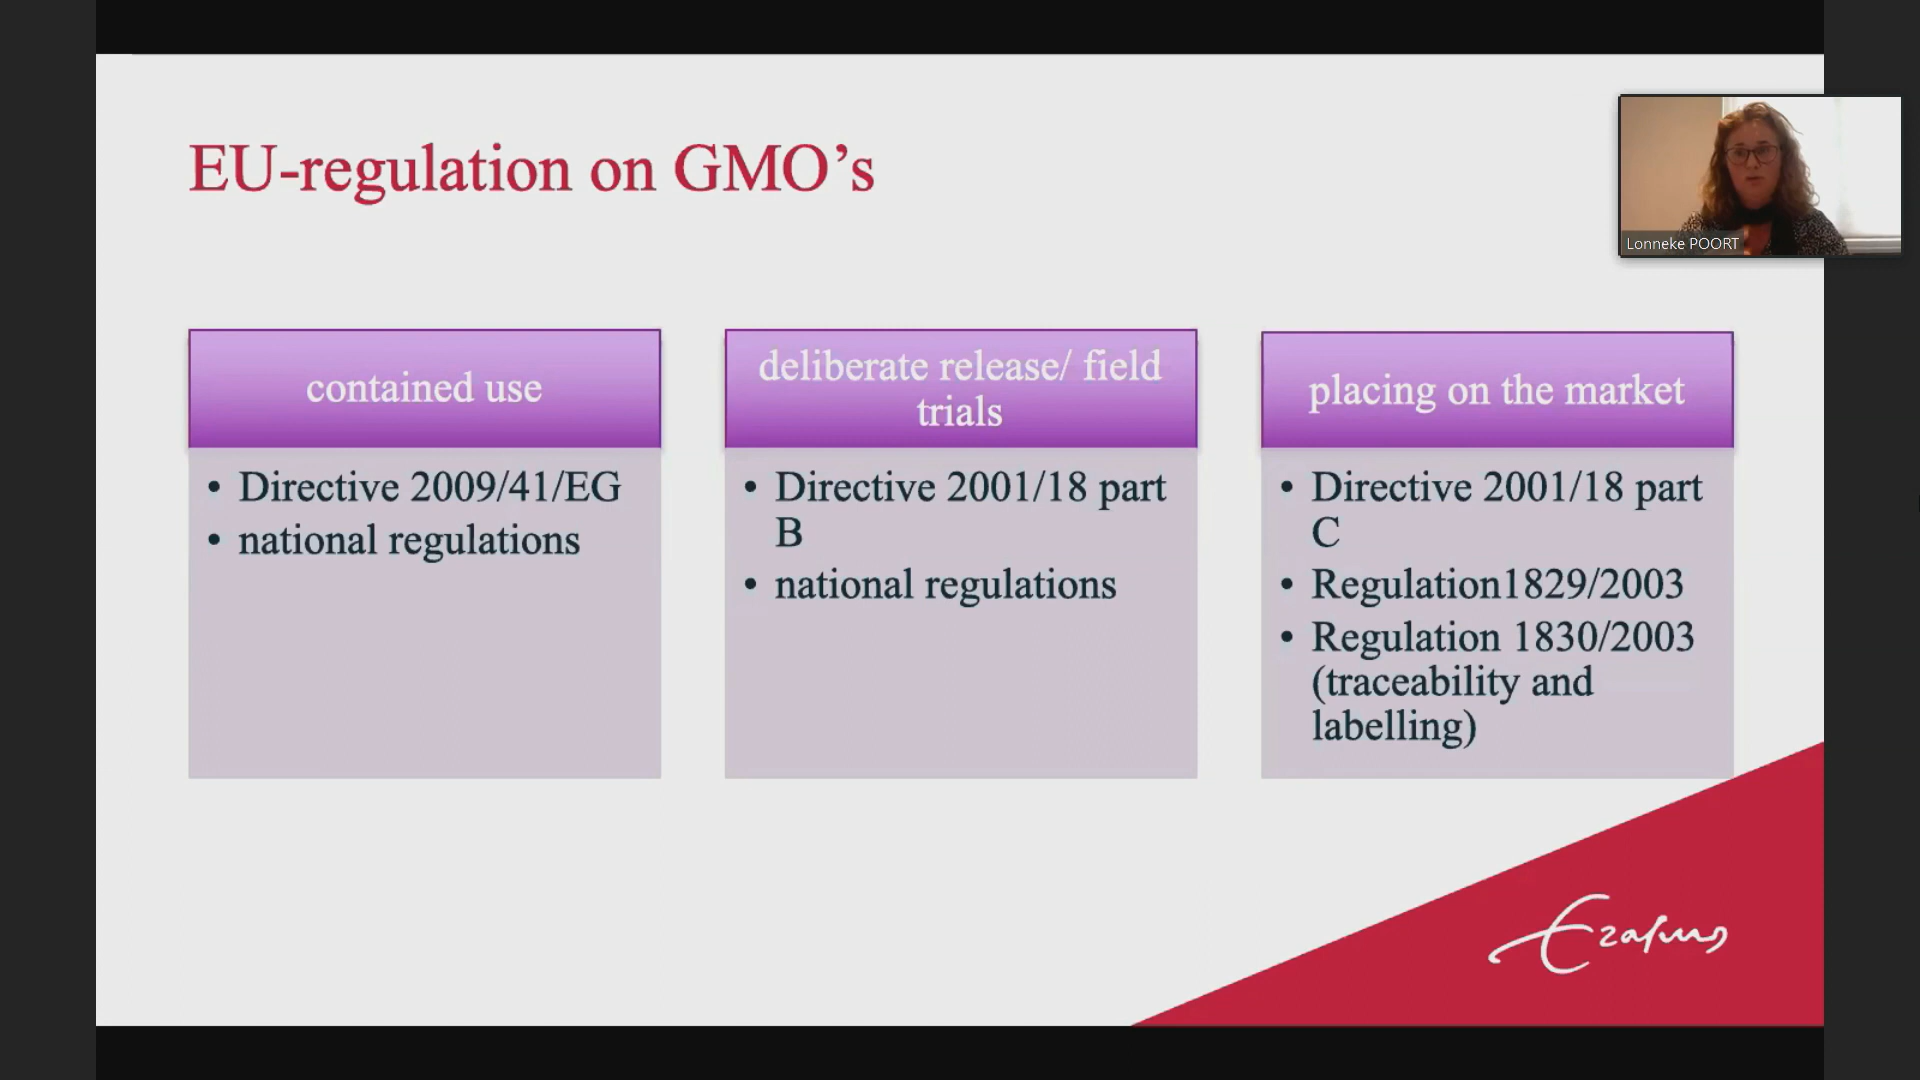 EU-regulation on GMO’s
Lonneke POORT
contained use
• Directive 2009/41/EG
• national regulations
deliberate release/ field
trials
• Directive 2001/18 part
B
• national regulations
placing on the market
• Directive 2001/18 part
C
• Regulation1829/2003
• Regulation 1830/2003
(traceability and
labelling)
Erasmus